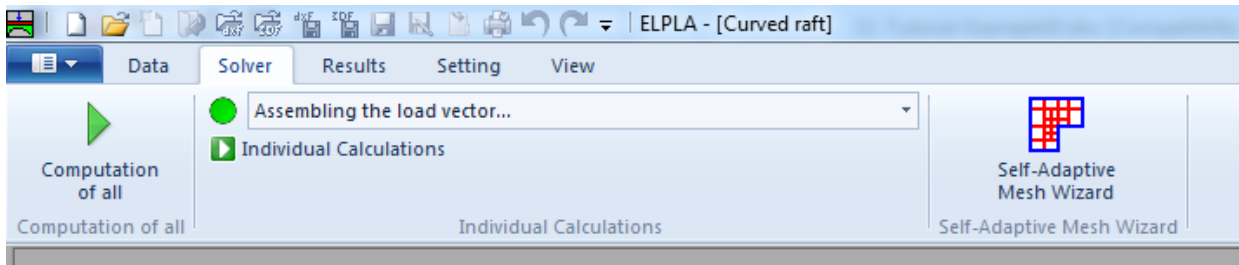 ELPLA - [Curved raft]
Data Solver Results Setting View
Assembling the load vector...
Individual Calculations
Computation
of all
Self-Adaptive
Mesh Wizard
Computation of all Individual Calculations Self-Adaptive Mesh Wizard